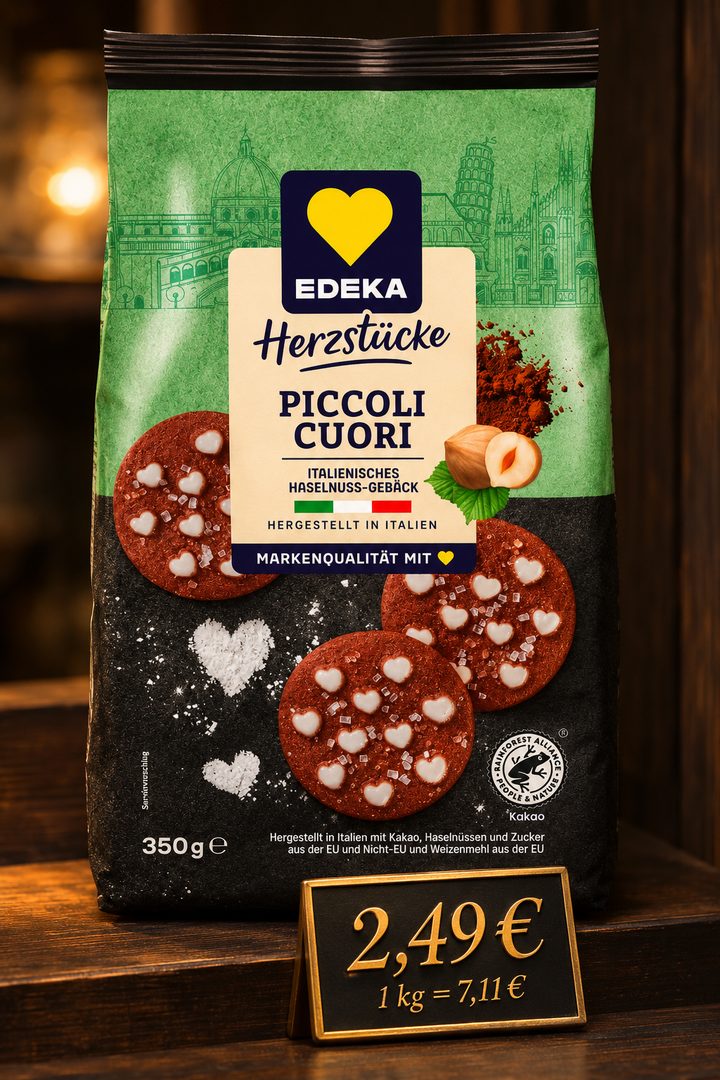 EDEKA
Herzstücke
PICCOLI
CUORI
ITALIENISCHES
HASELNUSS-GEBÄCK
HERGESTELLT IN ITALIEN
MARKENQUALITÄT MIT
RAINFOREST ALLIANCE
PEOPLE & NATURE
®
Kakao
350g ℮
Hergestellt in Italien mit Kakao, Haselnüssen und Zucker
aus der EU und Nicht-EU und Weizenmehl aus der EU
2,49 €
1 kg = 7,11 €